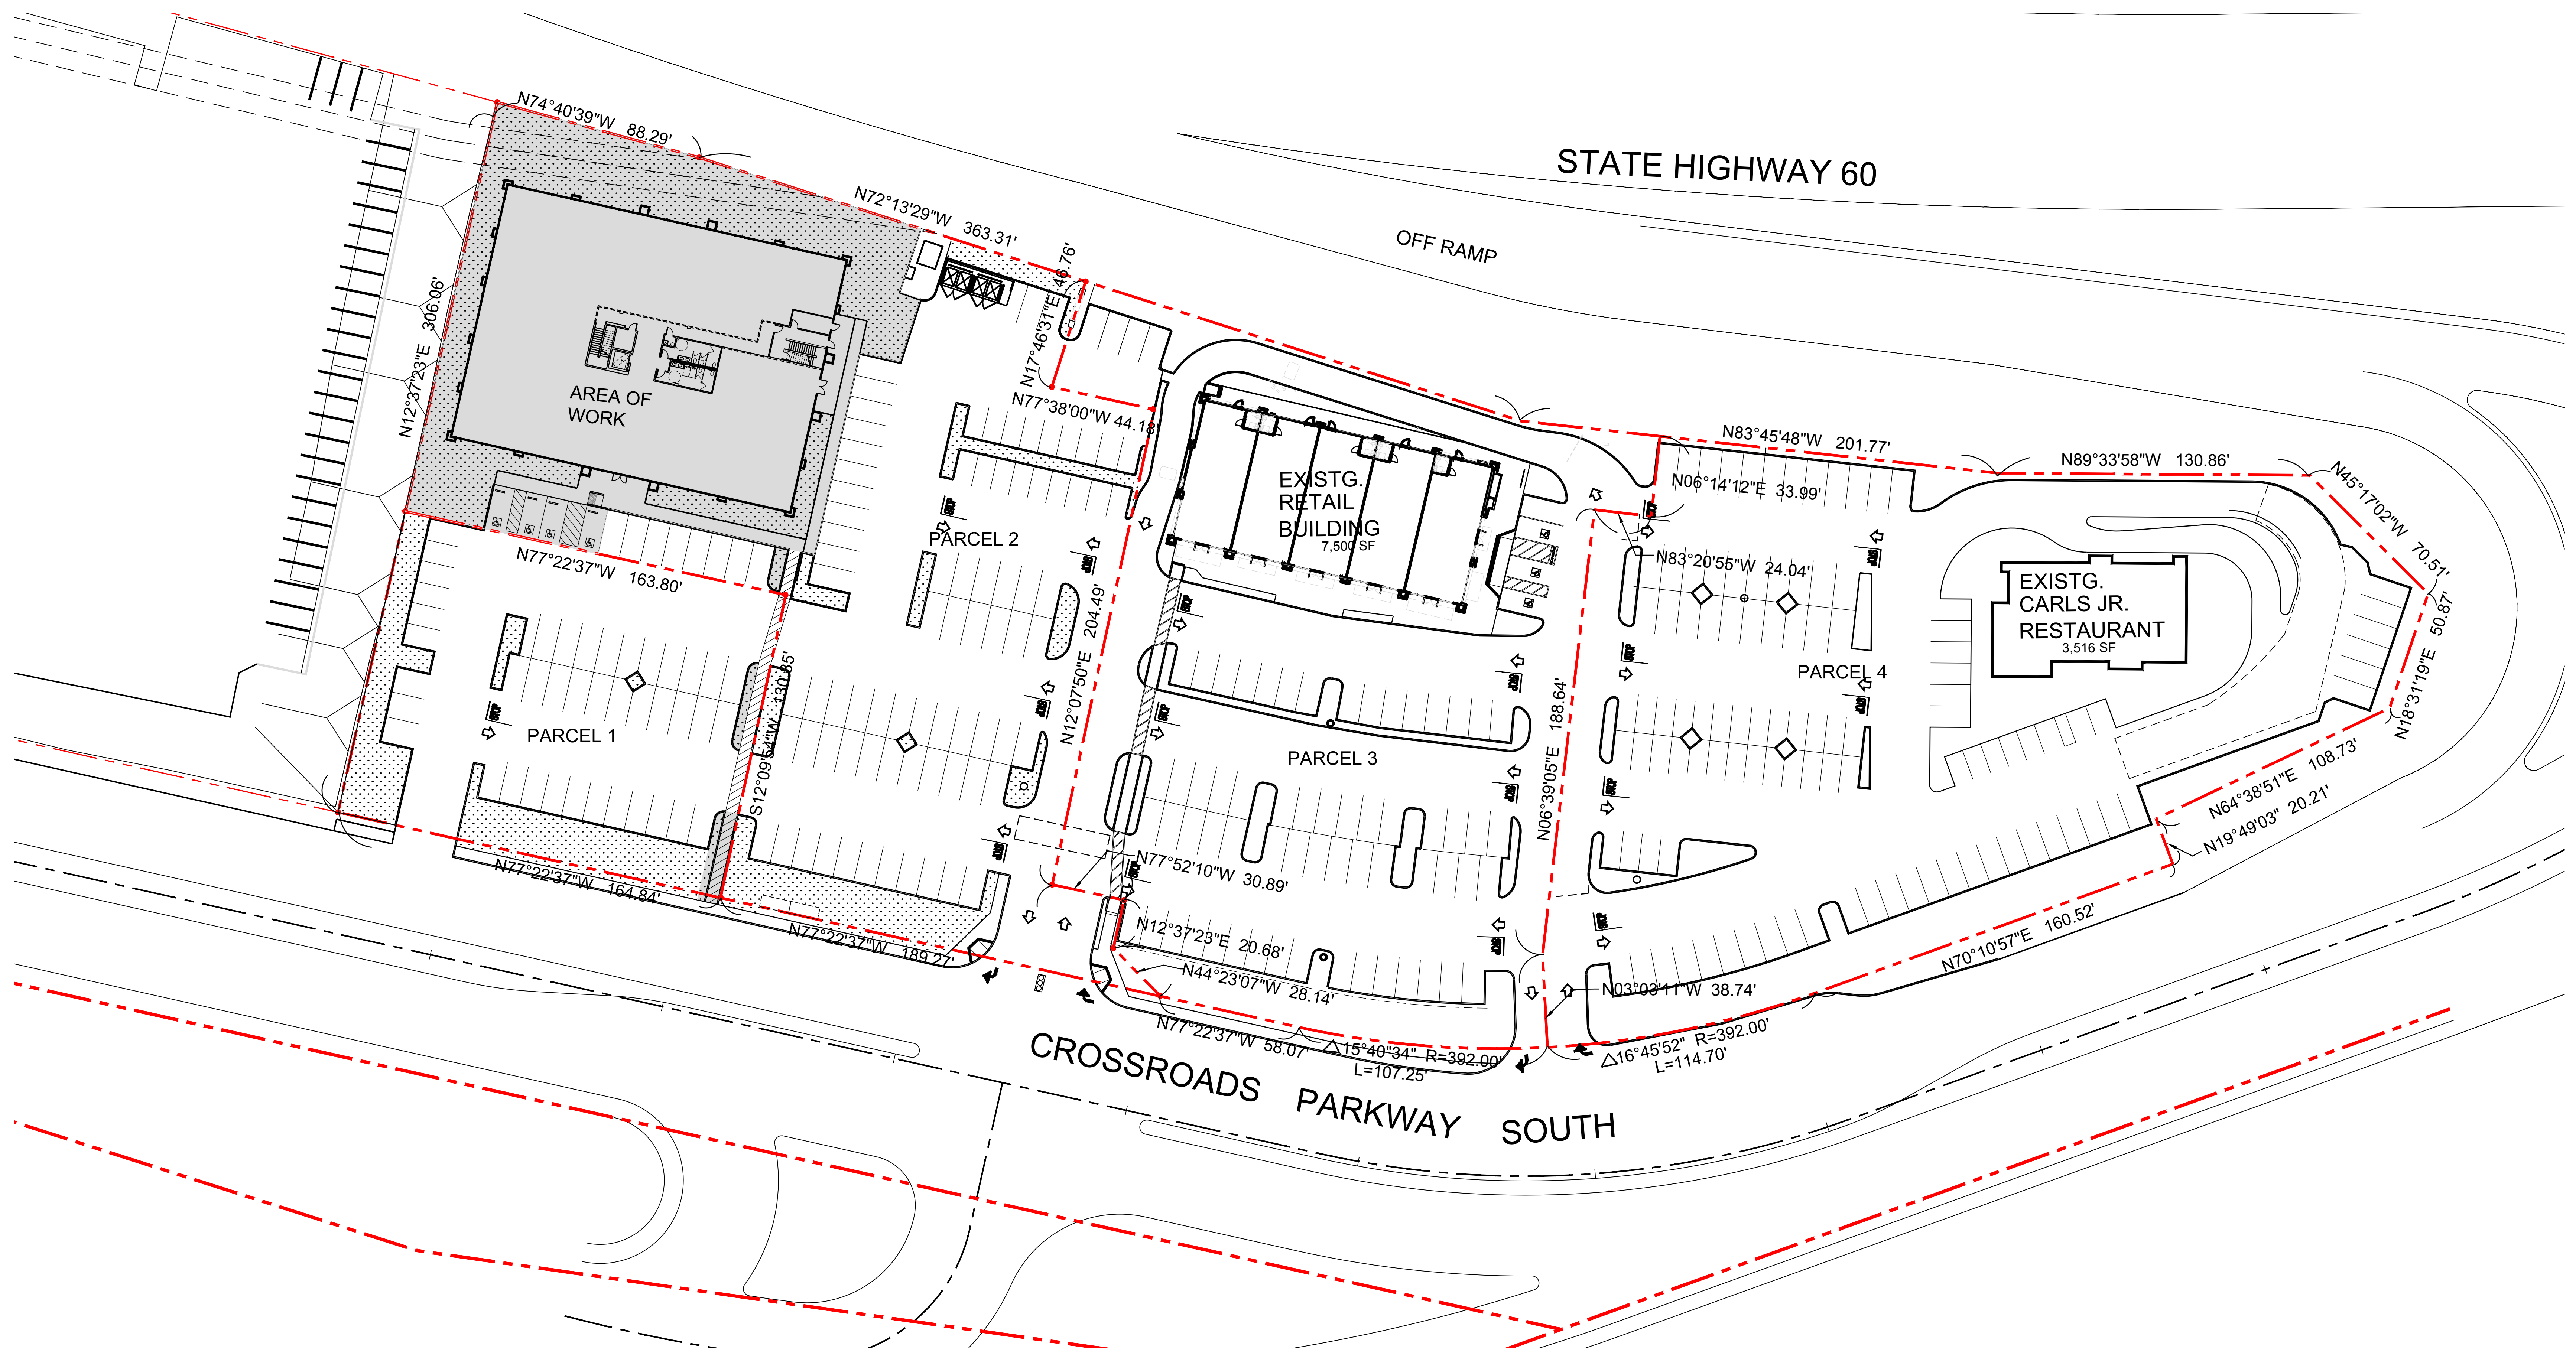 N74°40'39"W 88.29'
STATE HIGHWAY 60
N72°13'29"W 363.31'
OFF RAMP
N17°46'31"E 46.76'
N12°37'23"E 306.06'
AREA OF
WORK
N77°38'00"W 44.18'
N83°45'48"W 201.77'
N89°33'58"W 130.86'
N45°17'02"W 70.51'
EXISTG.
RETAIL
BUILDING
7,500 SF
N06°14'12"E 33.99'
PARCEL 2
N77°22'37"W 163.80'
N83°20'55"W 24.04'
EXISTG.
CARLS JR.
RESTAURANT
3,516 SF
N18°31'19"E 50.87'
N12°07'50"E 204.49'
S12°09'54"W 130.85'
N06°39'05"E 188.64'
PARCEL 4
PARCEL 1
PARCEL 3
N64°38'51"E 108.73'
N19°49'03" 20.21'
N77°22'37"W 164.84'
N77°52'10"W 30.89'
N77°22'37"W 189.27'
N12°37'23"E 20.68'
N70°10'57"E 160.52'
N44°23'07"W 28.14'
N03°03'11"W 38.74'
N77°22'37"W 58.07'
△15°40'34" R=392.00'
L=107.25'
△16°45'52" R=392.00'
L=114.70'
CROSSROADS PARKWAY SOUTH